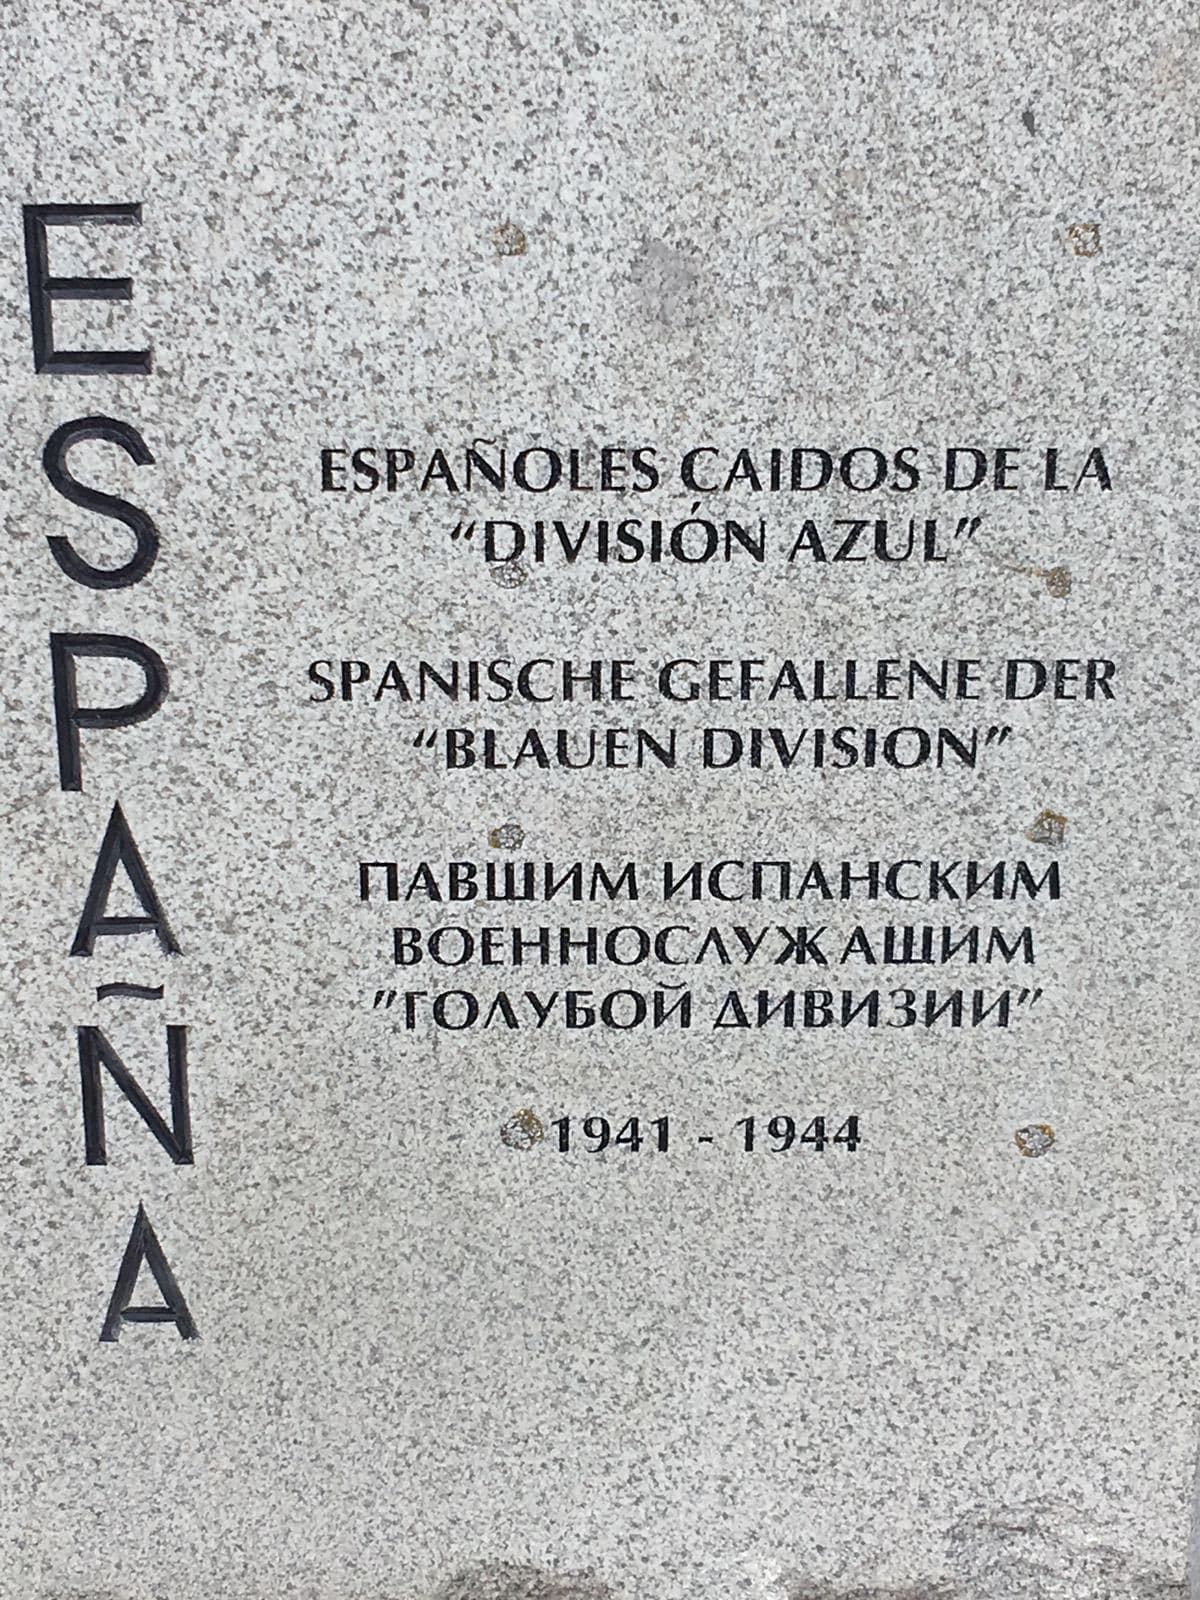 ESPAÑA
ESPAÑOLES CAIDOS DE LA
“DIVISIÓN AZUL”
SPANISCHE GEFALLENE DER
“BLAUEN DIVISION”
ПАВШИМ ИСПАНСКИМ
ВОЕННОСЛУЖАШИМ
"ГОЛУБОЙ ДИВИЗИИ"
1941 - 1944